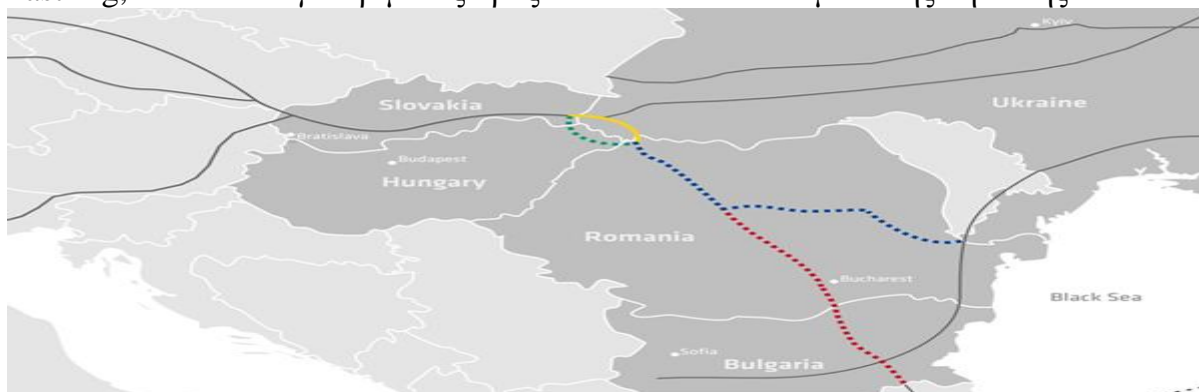 Kyiv
Slovakia
Ukraine
Bratislava
Budapest
Hungary
Romania
Bucharest
Black Sea
Sofia
Bulgaria